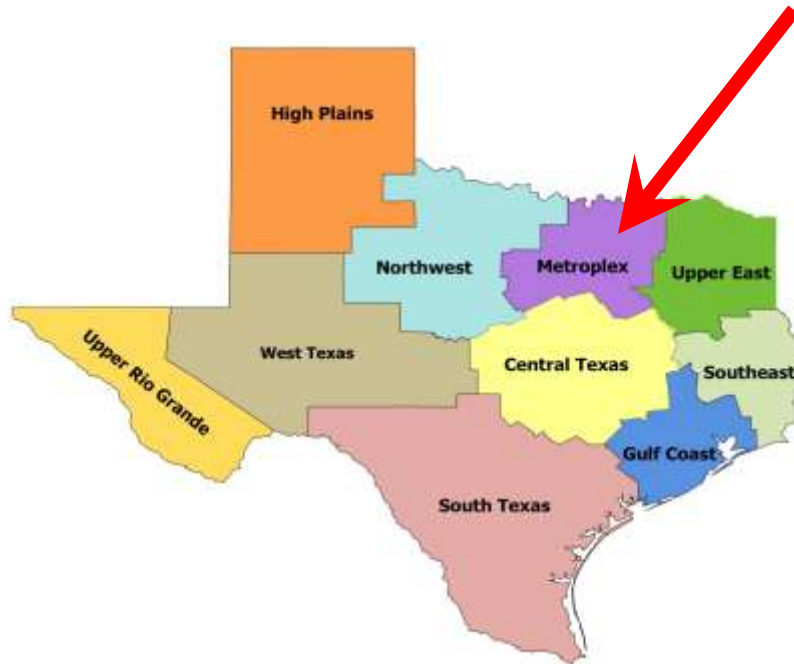 High Plains
Northwest
Metroplex
Upper East
West Texas
Central Texas
Southeast
Upper Rio Grande
Gulf Coast
South Texas